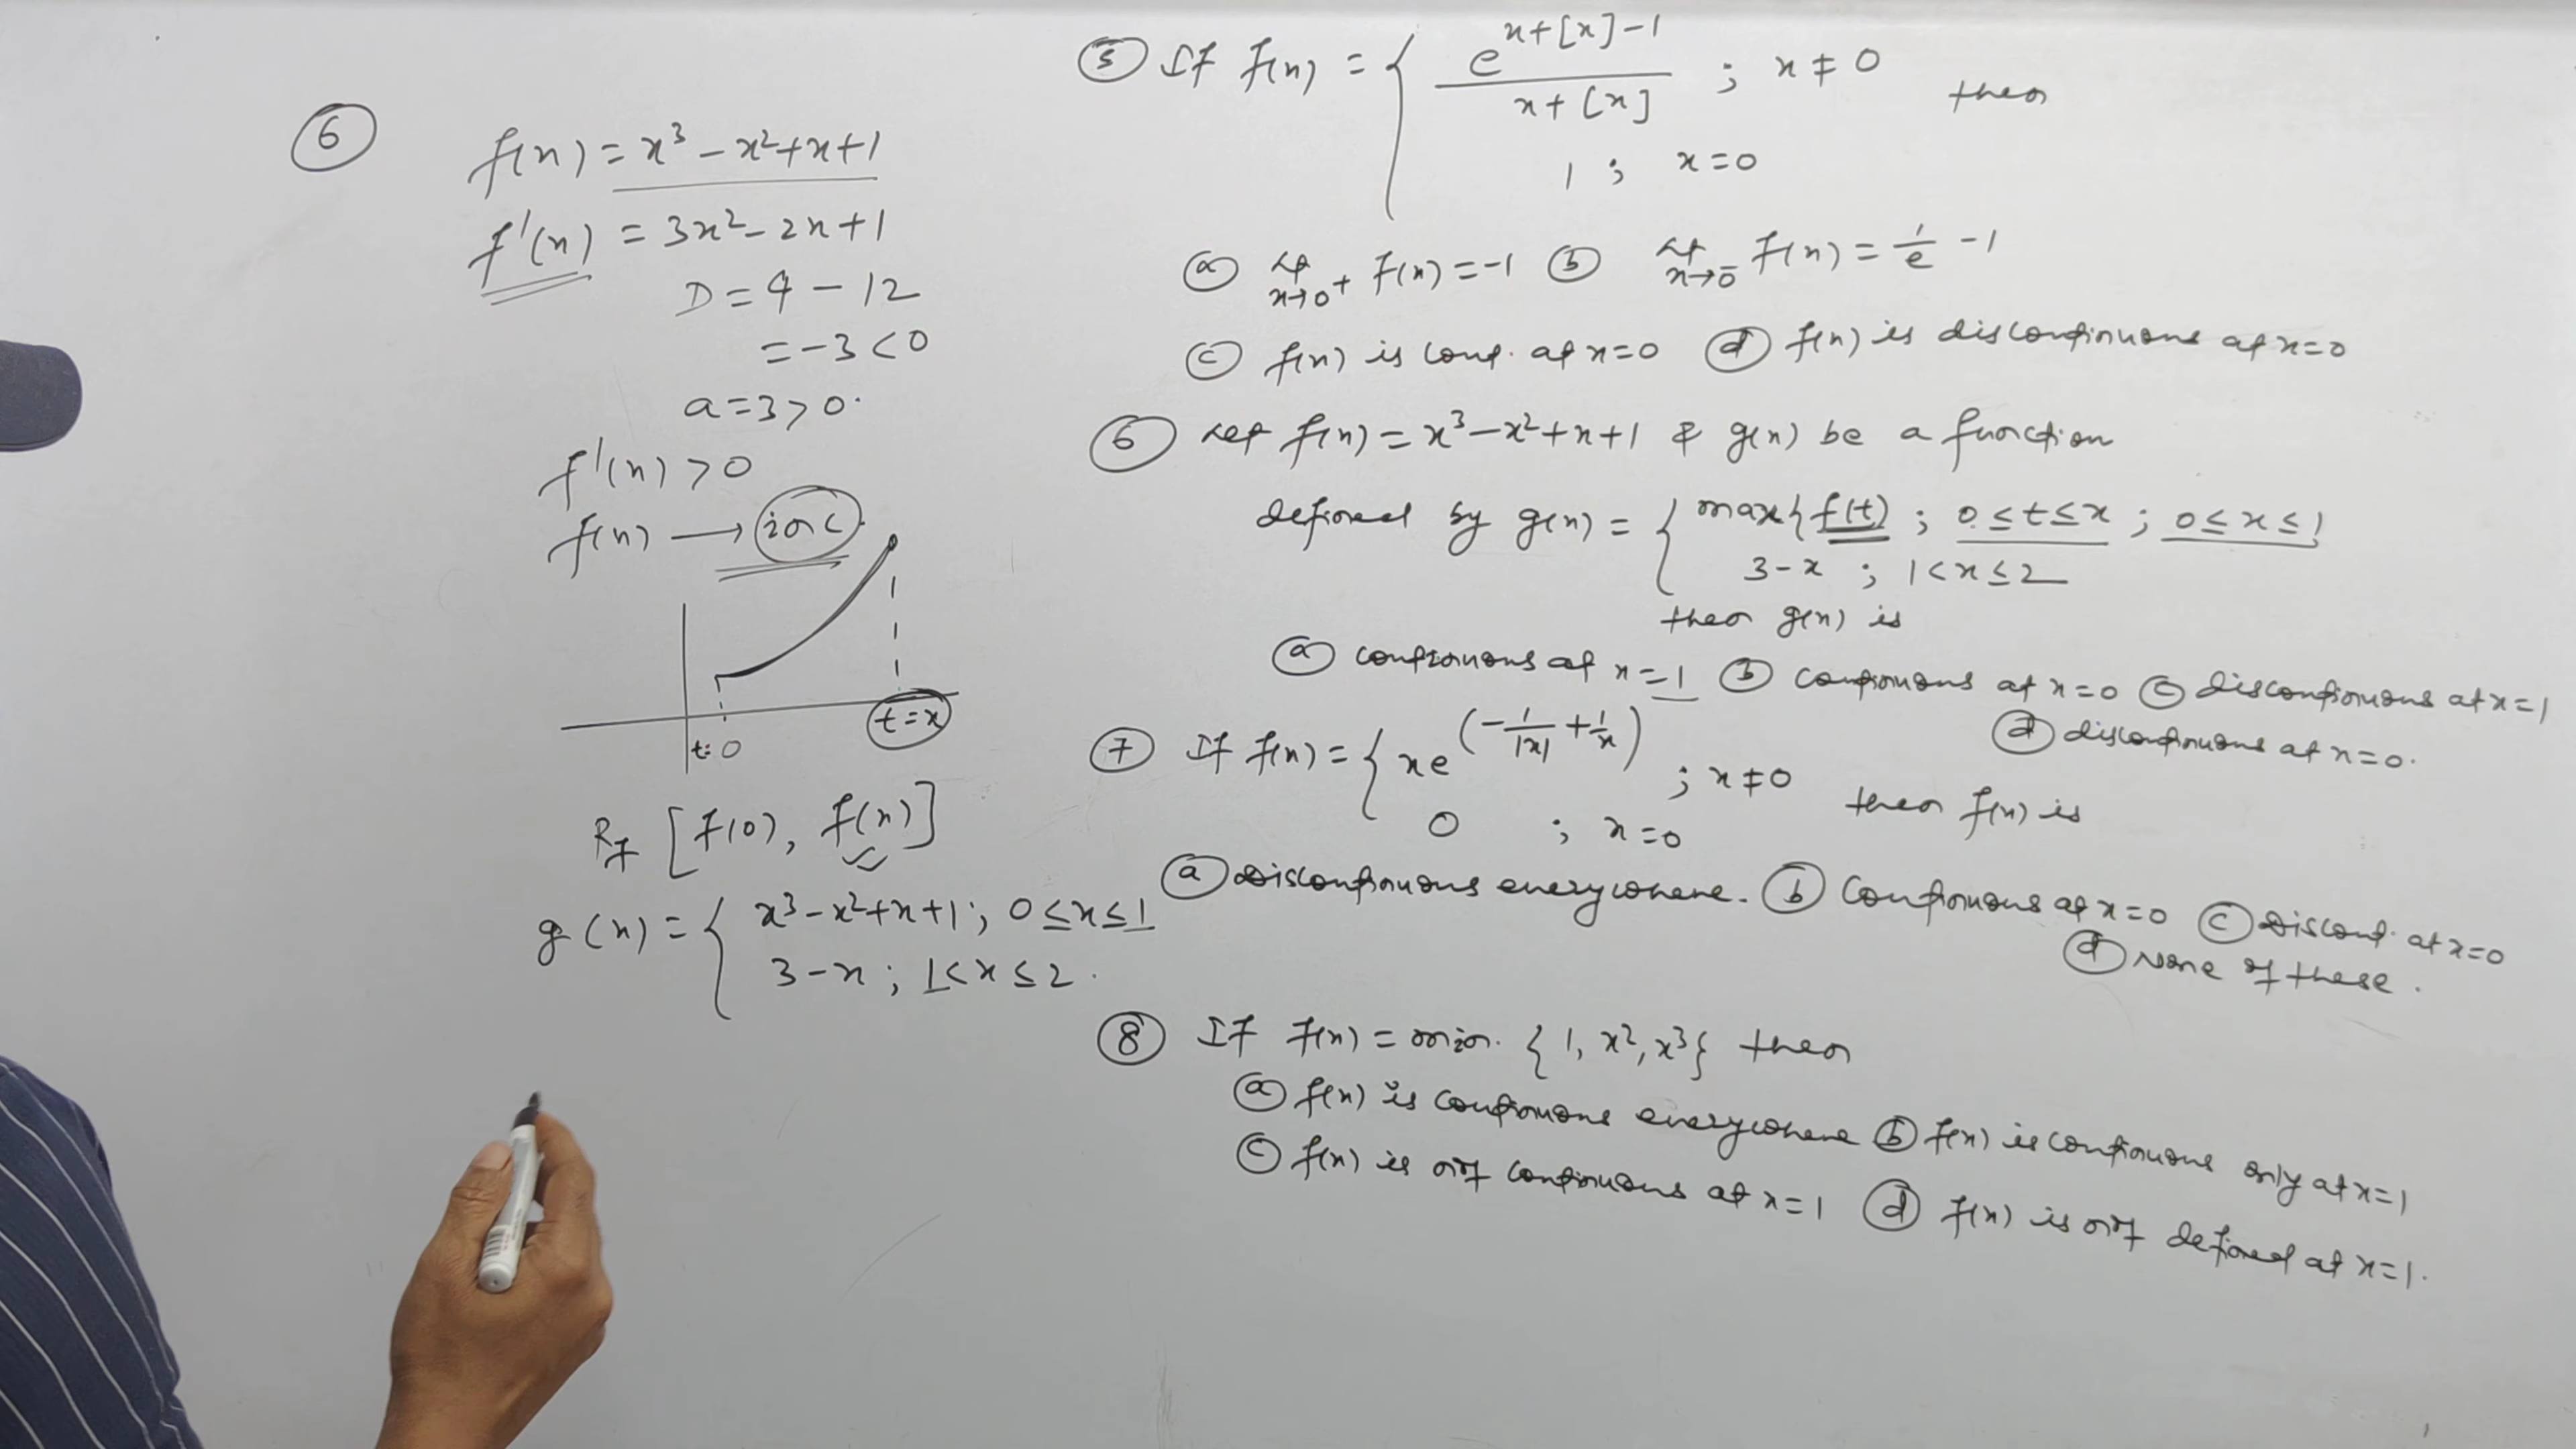 ⑥ f(x) = x³ - x² + x + 1
f'(x) = 3x² - 2x + 1
D = 4 - 12
= -3 < 0
a = 3 > 0.
f'(x) > 0
f(x) → inc.
t = 0
t = x
R_f [f(0), f(x)]
g(x) = { x³ - x² + x + 1 ; 0 ≤ x ≤ 1
3 - x ; 1 < x ≤ 2.
⑤ If f(x) = { e^(x+[x]-1) / (x+[x]) ; x ≠ 0 then
1 ; x = 0
ⓐ Lt x→0+ f(x) = -1 ⓑ Lt x→0- f(x) = 1/e - 1
ⓒ f(x) is cont. at x = 0 ⓓ f(x) is discontinuous at x = 0
⑥ Let f(x) = x³ - x² + x + 1 & g(x) be a function
defined by g(x) = { max{f(t) ; 0 ≤ t ≤ x ; 0 ≤ x ≤ 1
3 - x ; 1 < x ≤ 2
then g(x) is
ⓐ continuous at x = 1 ⓑ continuous at x = 0 ⓒ discontinuous at x = 1
ⓓ discontinuous at x = 0.
⑦ If f(x) = { xe^(-1/|x| + 1/x) ; x ≠ 0 then f(x) is
0 ; x = 0
ⓐ Discontinuous everywhere. ⓑ Continuous at x = 0 ⓒ Discont. at x = 0
ⓓ None of these.
⑧ If f(x) = min. {1, x², x³} then
ⓐ f(x) is continuous everywhere ⓑ f(x) is continuous only at x = 1
ⓒ f(x) is not continuous at x = 1 ⓓ f(x) is not defined at x = 1.